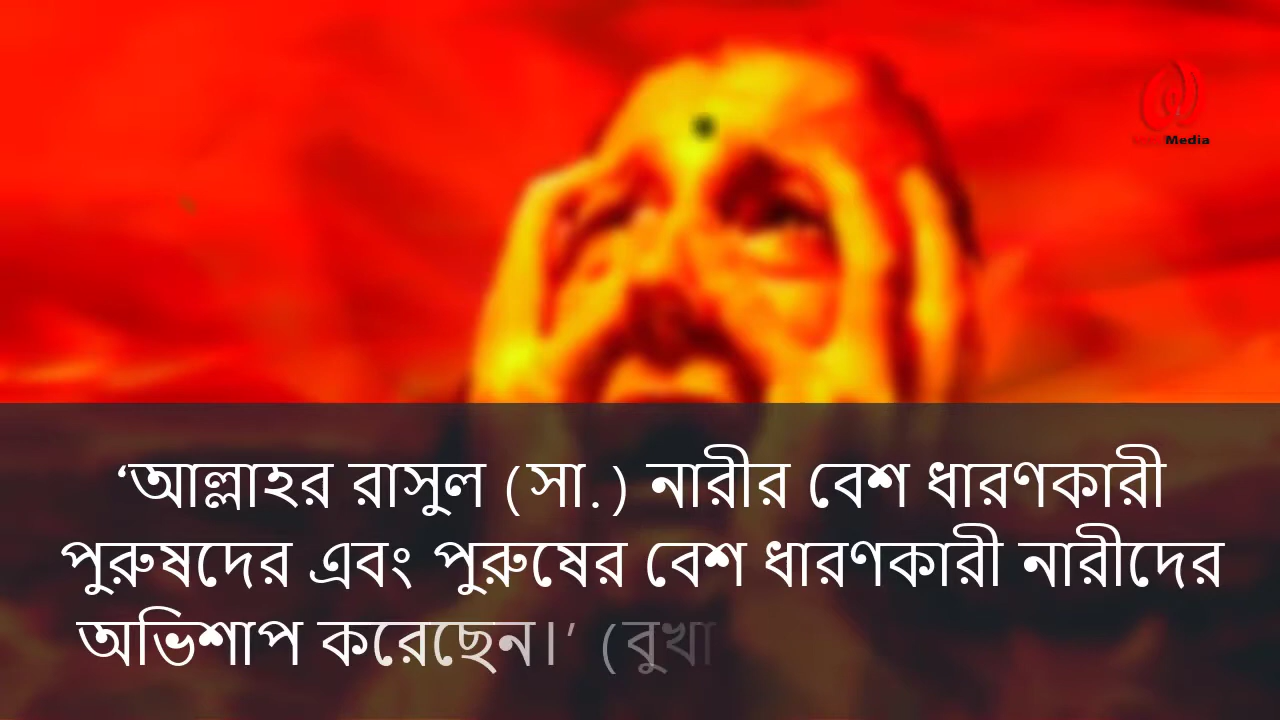 Media
‘আল্লাহর রাসুল (সা.) নারীর বেশ ধারণকারী
পুরুষদের এবং পুরুষের বেশ ধারণকারী নারীদের
অভিশাপ করেছেন।’ (বুখা